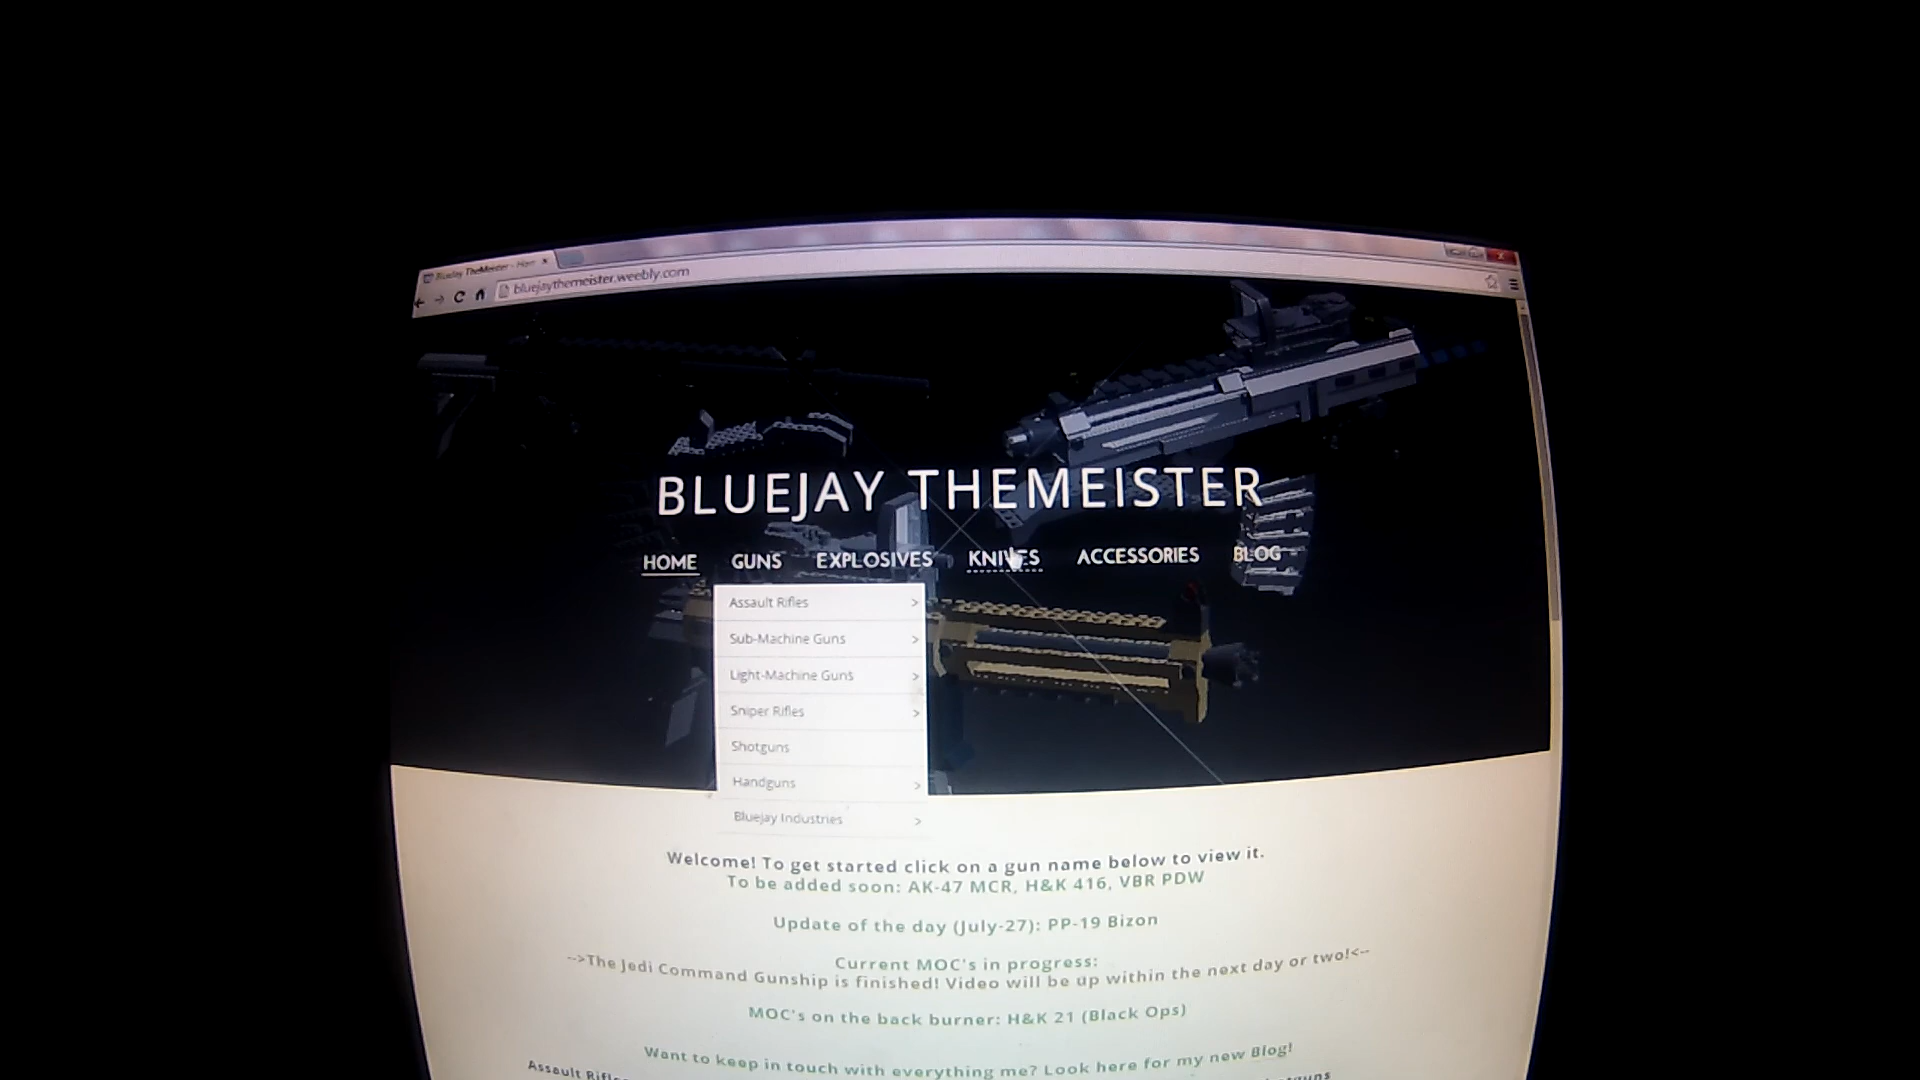 Bluejay TheMeister - Hom
bluejaythemeister.weebly.com
BLUEJAY THEMEISTER
HOME GUNS EXPLOSIVES KNIVES ACCESSORIES BLOG
Assault Rifles >
Sub-Machine Guns >
Light-Machine Guns >
Sniper Rifles >
Shotguns
Handguns >
Bluejay Industries >
Welcome! To get started click on a gun name below to view it.
To be added soon: AK-47 MCR, H&K 416, VBR PDW
Update of the day (July-27): PP-19 Bizon
Current MOC's in progress:
-->The Jedi Command Gunship is finished! Video will be up within the next day or two!<--
MOC's on the back burner: H&K 21 (Black Ops)
Want to keep in touch with everything me? Look here for my new Blog!
Assault